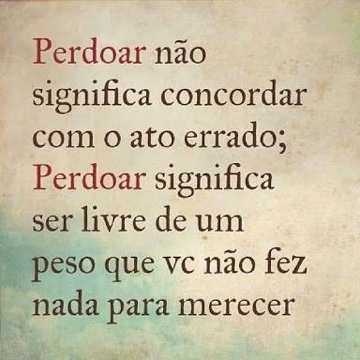 Perdoar não
significa concordar
com o ato errado;
Perdoar significa
ser livre de um
peso que vc não fez
nada para merecer